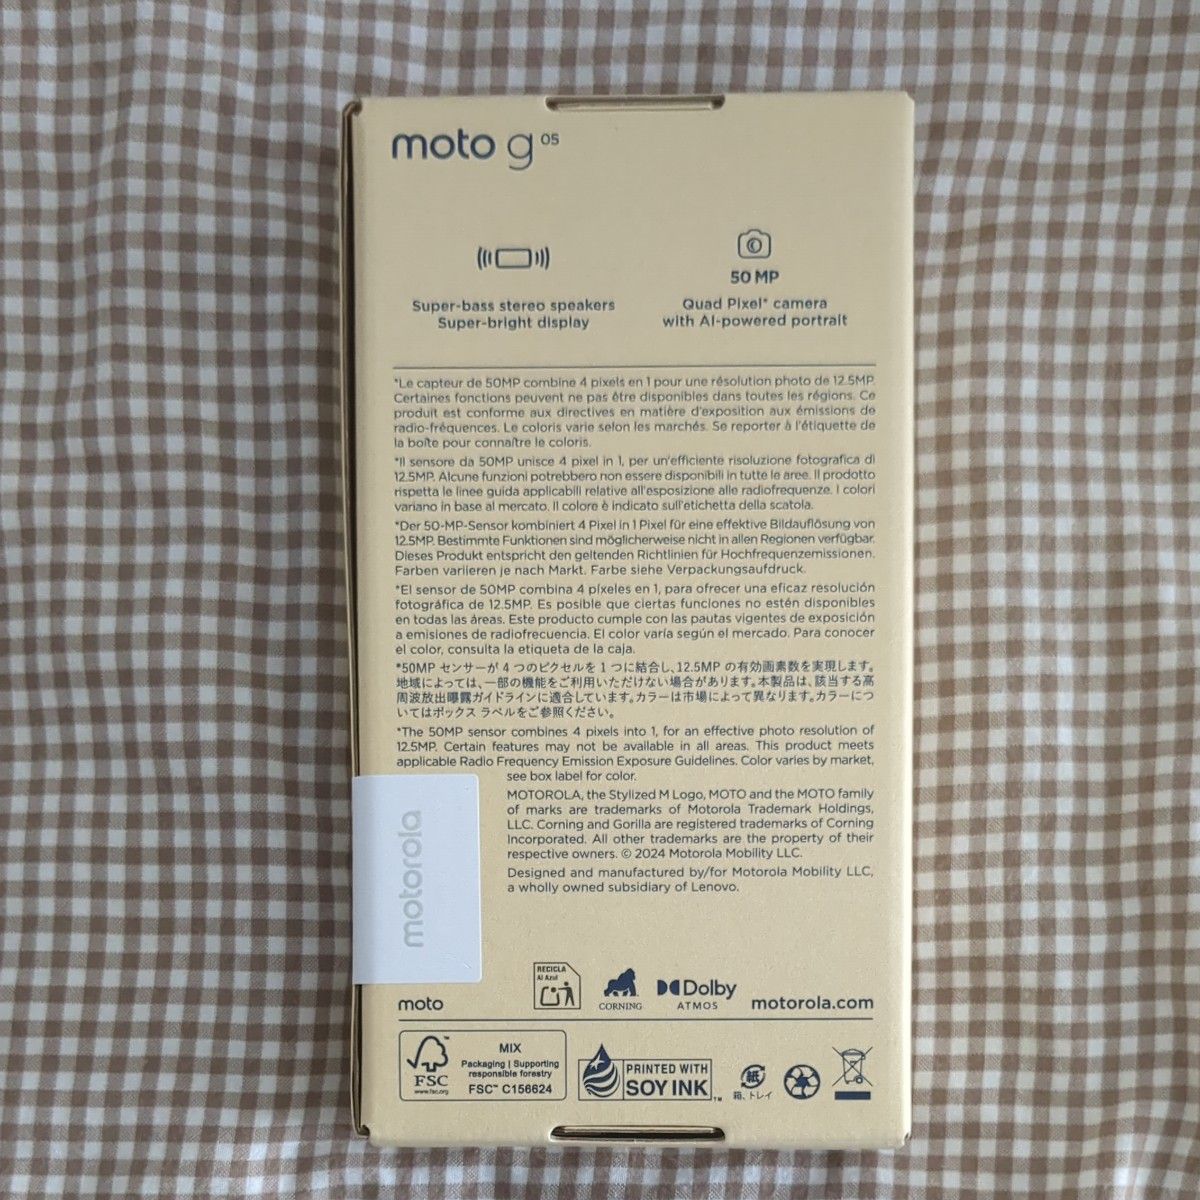 moto g 05
Super-bass stereo speakers
Super-bright display
50 MP
Quad Pixel* camera
with AI-powered portrait
*Le capteur de 50MP combine 4 pixels en 1 pour une résolution photo de 12.5MP.
Certaines fonctions peuvent ne pas être disponibles dans toutes les régions. Ce
produit est conforme aux directives en matière d'exposition aux émissions de
radio-fréquences. Le coloris varie selon les marchés. Se reporter à l'étiquette de
la boîte pour connaître le coloris.
*Il sensore da 50MP unisce 4 pixel in 1, per un'efficiente risoluzione fotografica di
12.5MP. Alcune funzioni potrebbero non essere disponibili in tutte le aree. Il prodotto
rispetta le linee guida applicabili relative all'esposizione alle radiofrequenze. I colori
variano in base al mercato. Il colore è indicato sull'etichetta della scatola.
*Der 50-MP-Sensor kombiniert 4 Pixel in 1 Pixel für eine effektive Bildauflösung von
12.5MP. Bestimmte Funktionen sind möglicherweise nicht in allen Regionen verfügbar.
Dieses Produkt entspricht den geltenden Richtlinien für Hochfrequenzemissionen.
Farben variieren je nach Markt. Farbe siehe Verpackungsaufdruck.
*El sensor de 50MP combina 4 píxeles en 1, para ofrecer una eficaz resolución
fotográfica de 12.5MP. Es posible que ciertas funciones no estén disponibles
en todas las áreas. Este producto cumple con las pautas vigentes de exposición
a emisiones de radiofrecuencia. El color varía según el mercado. Para conocer
el color, consulta la etiqueta de la caja.
*50MP センサーが 4 つのピクセルを 1 つに結合し、12.5MP の有効画素数を実現します。
地域によっては、一部の機能をご利用いただけない場合があります。本製品は、該当する高
周波放出曝露ガイドラインに適合しています。カラーは市場によって異なります。カラーにつ
いてはボックス ラベルをご参照ください。
*The 50MP sensor combines 4 pixels into 1, for an effective photo resolution of
12.5MP. Certain features may not be available in all areas. This product meets
applicable Radio Frequency Emission Exposure Guidelines. Color varies by market,
see box label for color.
MOTOROLA, the Stylized M Logo, MOTO and the MOTO family
of marks are trademarks of Motorola Trademark Holdings,
LLC. Corning and Gorilla are registered trademarks of Corning
Incorporated. All other trademarks are the property of their
respective owners. © 2024 Motorola Mobility LLC.
Designed and manufactured by/for Motorola Mobility LLC,
a wholly owned subsidiary of Lenovo.
motorola
moto
RECICLA
Al Azul
CORNING
Dolby
ATMOS
motorola.com
FSC™
www.fsc.org
MIX
Packaging | Supporting
responsible forestry
FSC™ C156624
PRINTED WITH
SOY INK™
紙
箱、トレイ